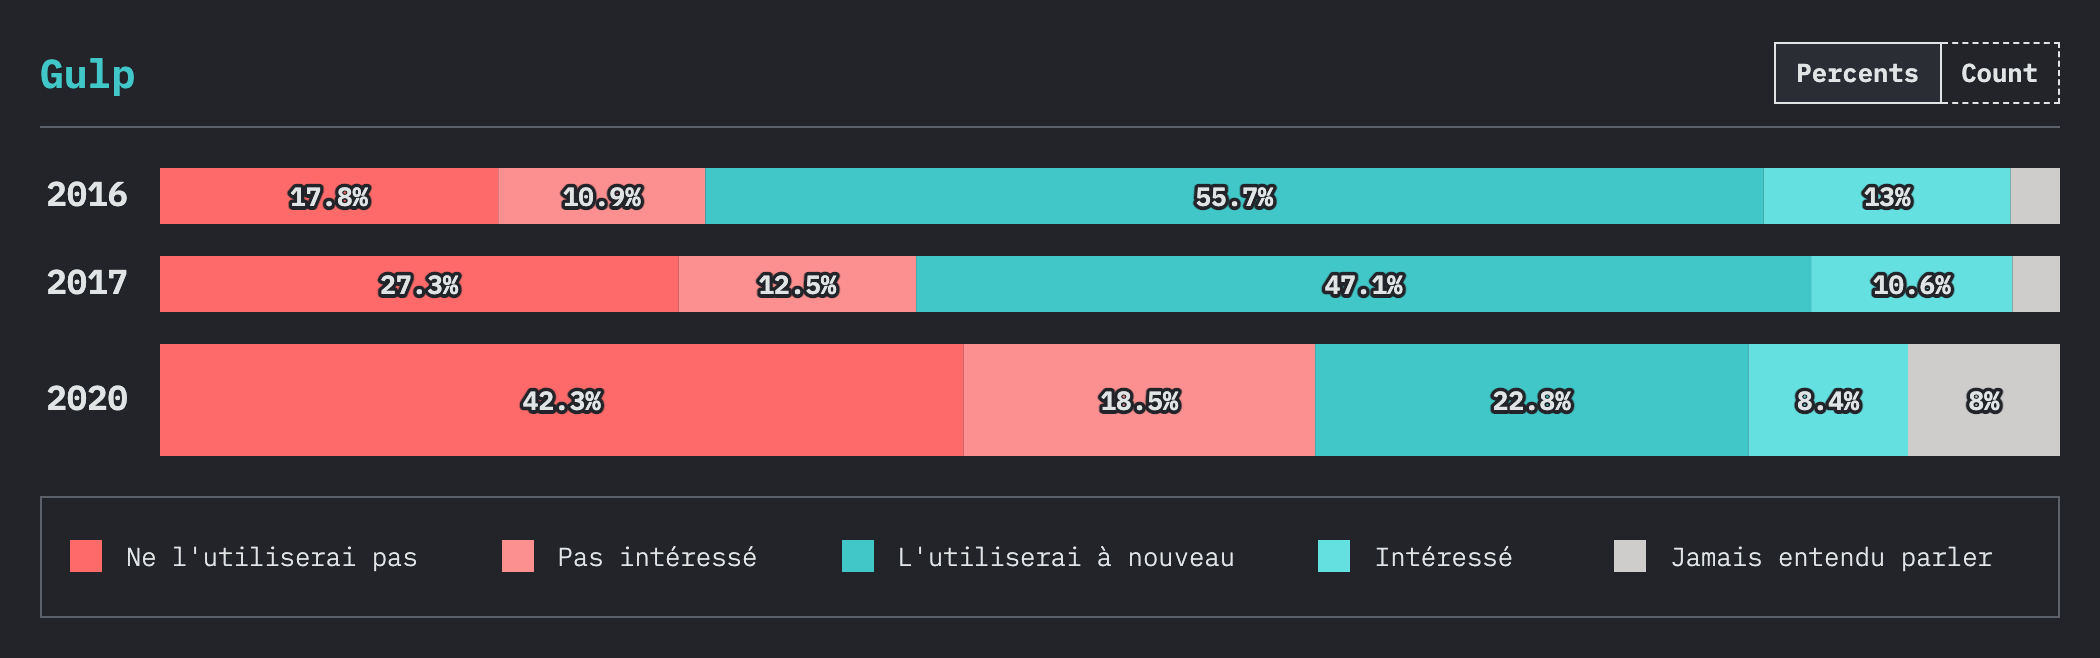 Gulp
Percents Count
2016 17.8% 10.9% 55.7% 13%
2017 27.3% 12.5% 47.1% 10.6%
2020 42.3% 18.5% 22.8% 8.4% 8%
Ne l'utiliserai pas Pas intéressé L'utiliserai à nouveau Intéressé Jamais entendu parler